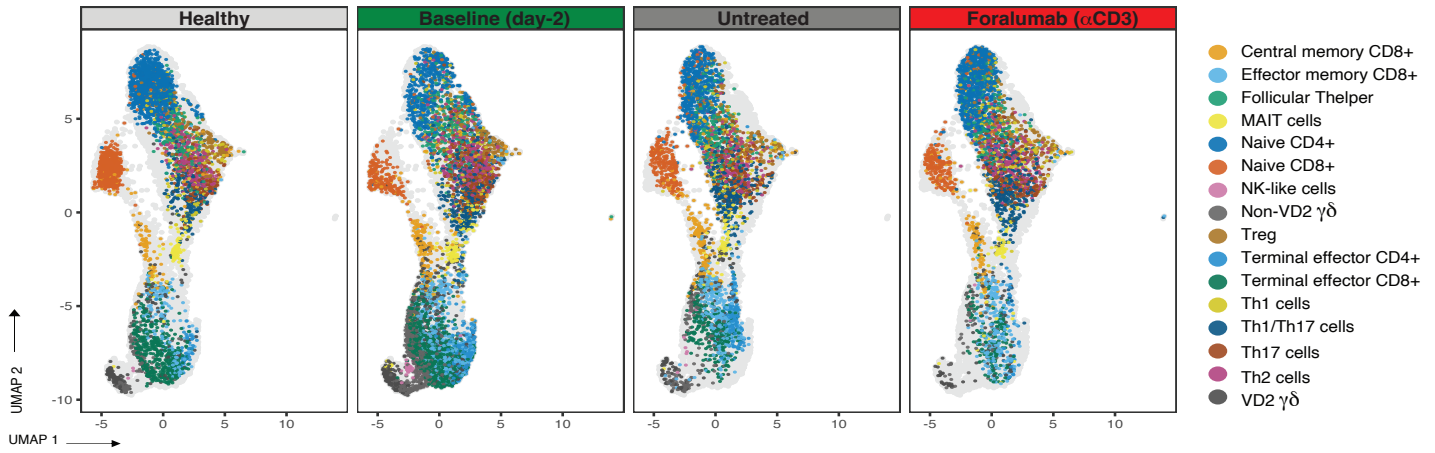 Healthy
Baseline (day-2)
Untreated
Foralumab (αCD3)
5
0
-5
-10
-5 0 5 10
-5 0 5 10
-5 0 5 10
-5 0 5 10
UMAP 2
UMAP 1
Central memory CD8+
Effector memory CD8+
Follicular Thelper
MAIT cells
Naive CD4+
Naive CD8+
NK-like cells
Non-VD2 γδ
Treg
Terminal effector CD4+
Terminal effector CD8+
Th1 cells
Th1/Th17 cells
Th17 cells
Th2 cells
VD2 γδ